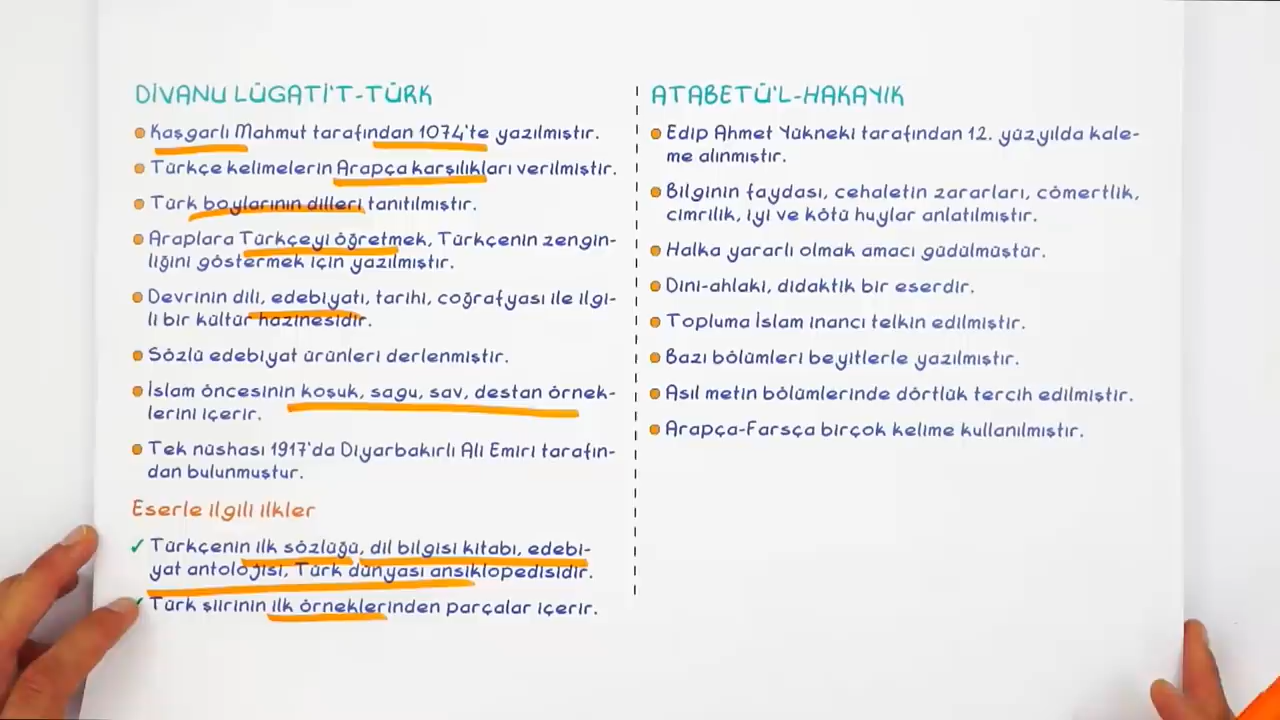 DİVANU LÜGATİ'T-TÜRK
Kaşgarlı Mahmut tarafından 1074'te yazılmıştır.
Türkçe kelimelerin Arapça karşılıkları verilmiştir.
Türk boylarının dilleri tanıtılmıştır.
Araplara Türkçeyi öğretmek, Türkçenin zengin-
liğini göstermek için yazılmıştır.
Devrinin dili, edebiyatı, tarihi, coğrafyası ile ilgi-
li bir kültür hazinesidir.
Sözlü edebiyat ürünleri derlenmiştir.
İslam öncesinin koşuk, sagu, sav, destan örnek-
lerini içerir.
Tek nüshası 1917'da Diyarbakırlı Ali Emiri tarafın-
dan bulunmuştur.
Eserle ilgili ilkler
✓ Türkçenin ilk sözlüğü, dil bilgisi kitabı, edebi-
yat antolojisi, Türk dünyası ansiklopedisidir.
✓ Türk şiirinin ilk örneklerinden parçalar içerir.
ATABETÜ'L-HAKAYIK
Edip Ahmet Yükneki tarafından 12. yüzyılda kale-
me alınmıştır.
Bilginin faydası, cehaletin zararları, cömertlik,
cimrilik, iyi ve kötü huylar anlatılmıştır.
Halka yararlı olmak amacı güdülmüştür.
Dini-ahlaki, didaktik bir eserdir.
Topluma İslam inancı telkin edilmiştir.
Bazı bölümleri beyitlerle yazılmıştır.
Asıl metin bölümlerinde dörtlük tercih edilmiştir.
Arapça-Farsça birçok kelime kullanılmıştır.